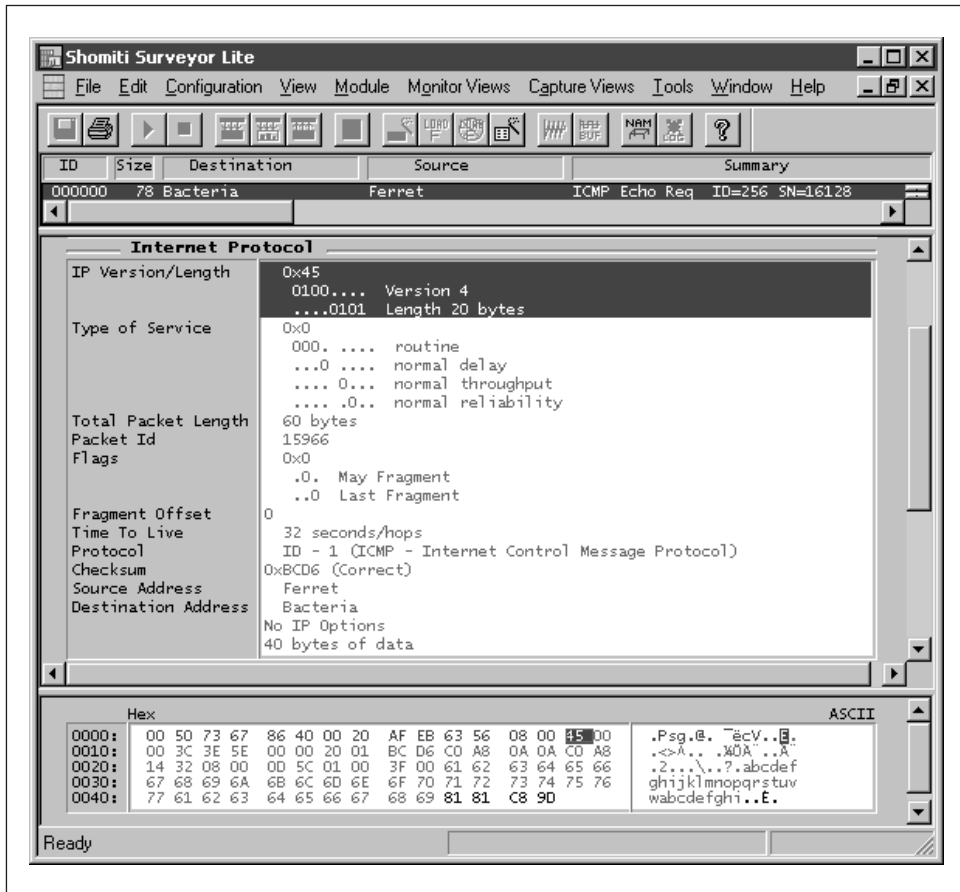 Shomiti Surveyor Lite
File Edit Configuration View Module Monitor Views Capture Views Tools Window Help
ID Size Destination Source Summary
000000 78 Bacteria Ferret ICMP Echo Req ID=256 SN=16128
Internet Protocol
IP Version/Length 0x45
0100.... Version 4
....0101 Length 20 bytes
Type of Service 0x0
000. .... routine
...0 .... normal delay
.... 0... normal throughput
.... .0.. normal reliability
Total Packet Length 60 bytes
Packet Id 15966
Flags 0x0
.0. May Fragment
..0 Last Fragment
Fragment Offset 0
Time To Live 32 seconds/hops
Protocol ID - 1 (ICMP - Internet Control Message Protocol)
Checksum 0xBCD6 (Correct)
Source Address Ferret
Destination Address Bacteria
No IP Options
40 bytes of data
Hex ASCII
0000: 00 50 73 67 86 40 00 20 AF EB 63 56 08 00 45 00 .Psg.@. ¯ëcV..E.
0010: 00 3C 3E 5E 00 00 20 01 BC D6 C0 A8 0A 0A C0 A8 .<>^.. .¼ÖÀ¨..À¨
0020: 14 32 08 00 0D 5C 01 00 3F 00 61 62 63 64 65 66 .2...\..?.abcdef
0030: 67 68 69 6A 6B 6C 6D 6E 6F 70 71 72 73 74 75 76 ghijklmnopqrstuv
0040: 77 61 62 63 64 65 66 67 68 69 81 81 C8 9D wabcdefghi..È.
Ready